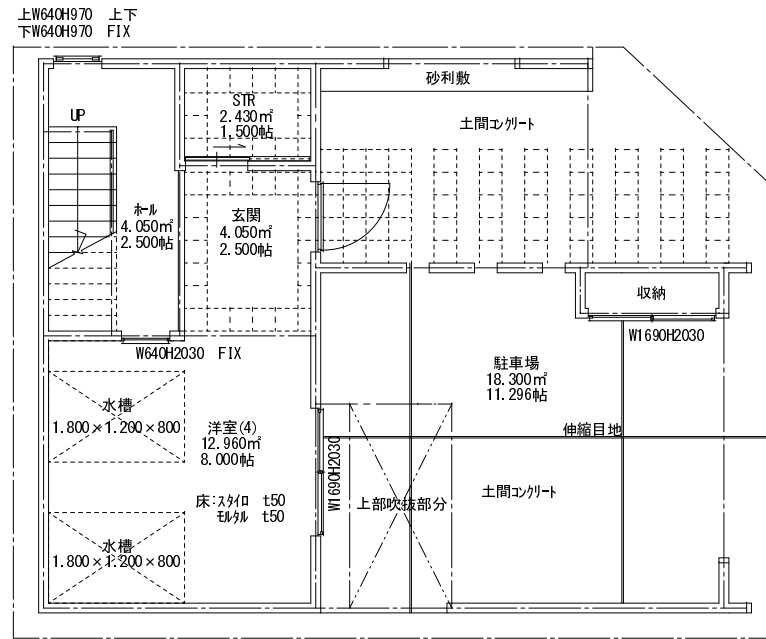 上W640H970 上下
下W640H970 FIX
砂利敷
STR
2.430㎡
1.500帖
土間コンクリート
UP
ホール
4.050㎡
2.500帖
玄関
4.050㎡
2.500帖
収納
W1690H2030
W640H2030 FIX
駐車場
18.300㎡
11.296帖
水槽
1.800×1.200×800
洋室(4)
12.960㎡
8.000帖
伸縮目地
W1690H2030
床:スタイロ t50
モルタル t50
上部吹抜部分
土間コンクリート
水槽
1.800×1.200×800